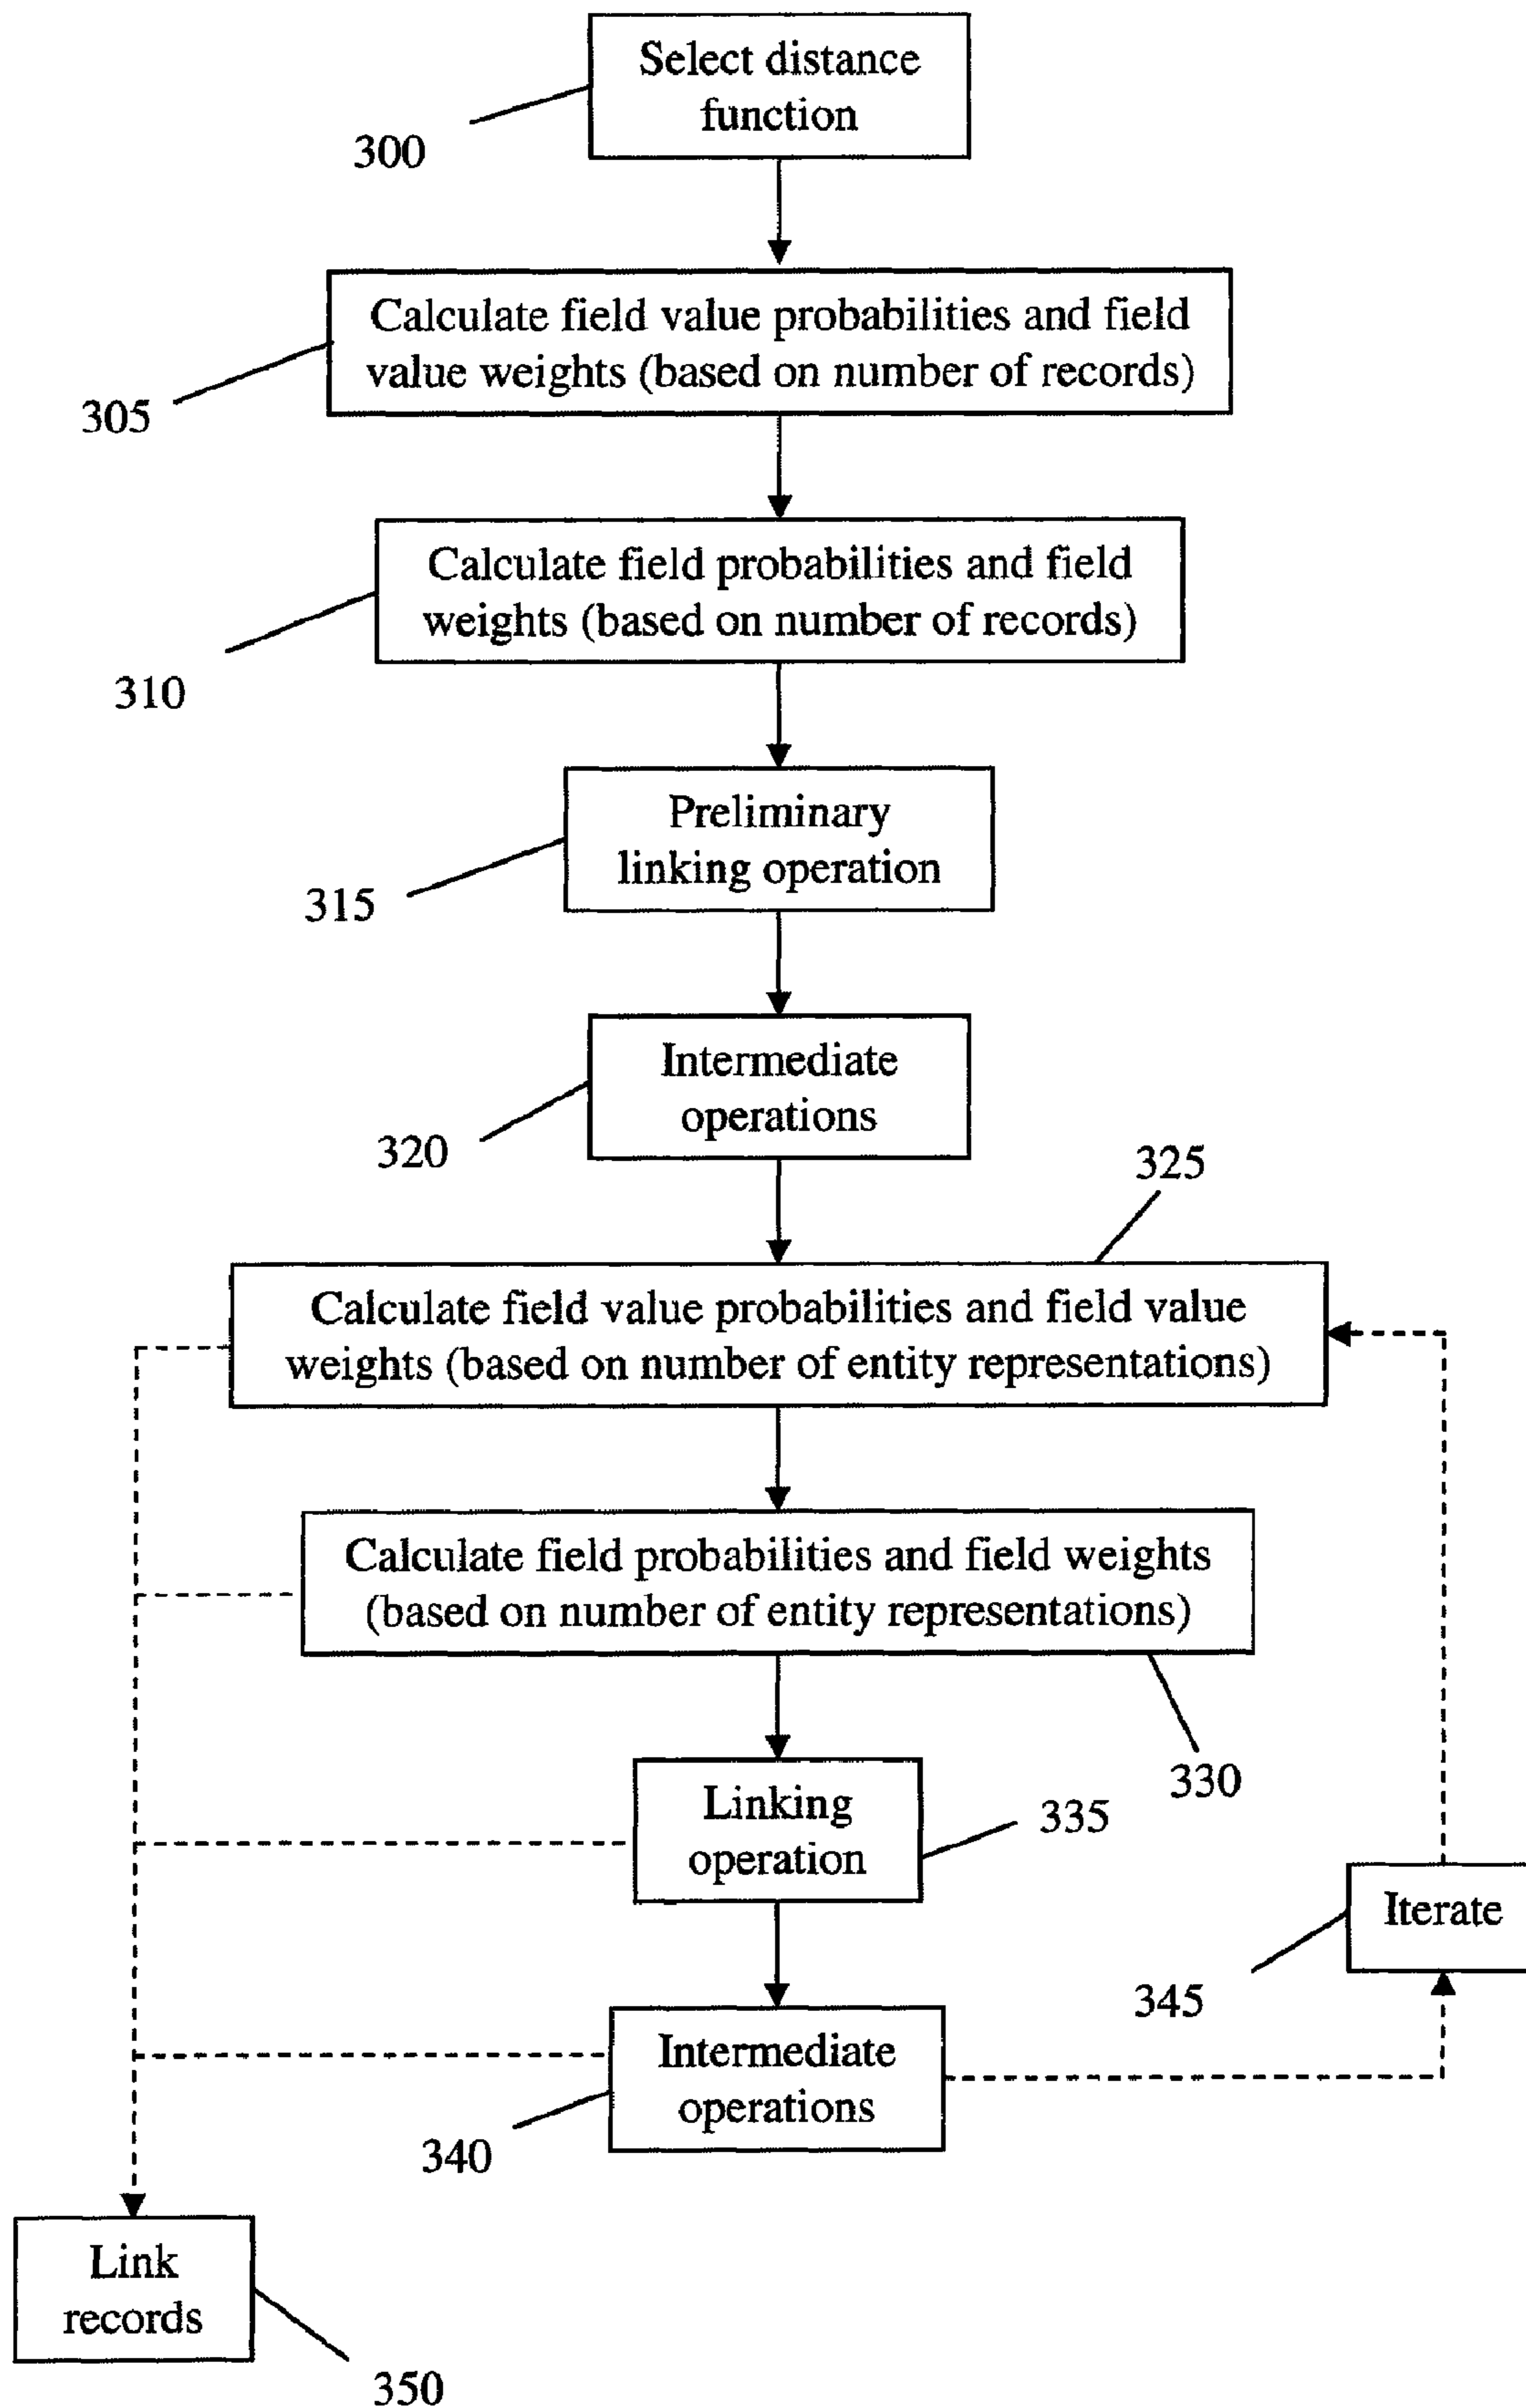 Select distance
function
300
Calculate field value probabilities and field
value weights (based on number of records)
305
Calculate field probabilities and field
weights (based on number of records)
310
Preliminary
linking operation
315
Intermediate
operations
320
325
Calculate field value probabilities and field value
weights (based on number of entity representations)
Calculate field probabilities and field weights
(based on number of entity representations)
330
Linking
operation
335
Iterate
345
Intermediate
operations
340
Link
records
350